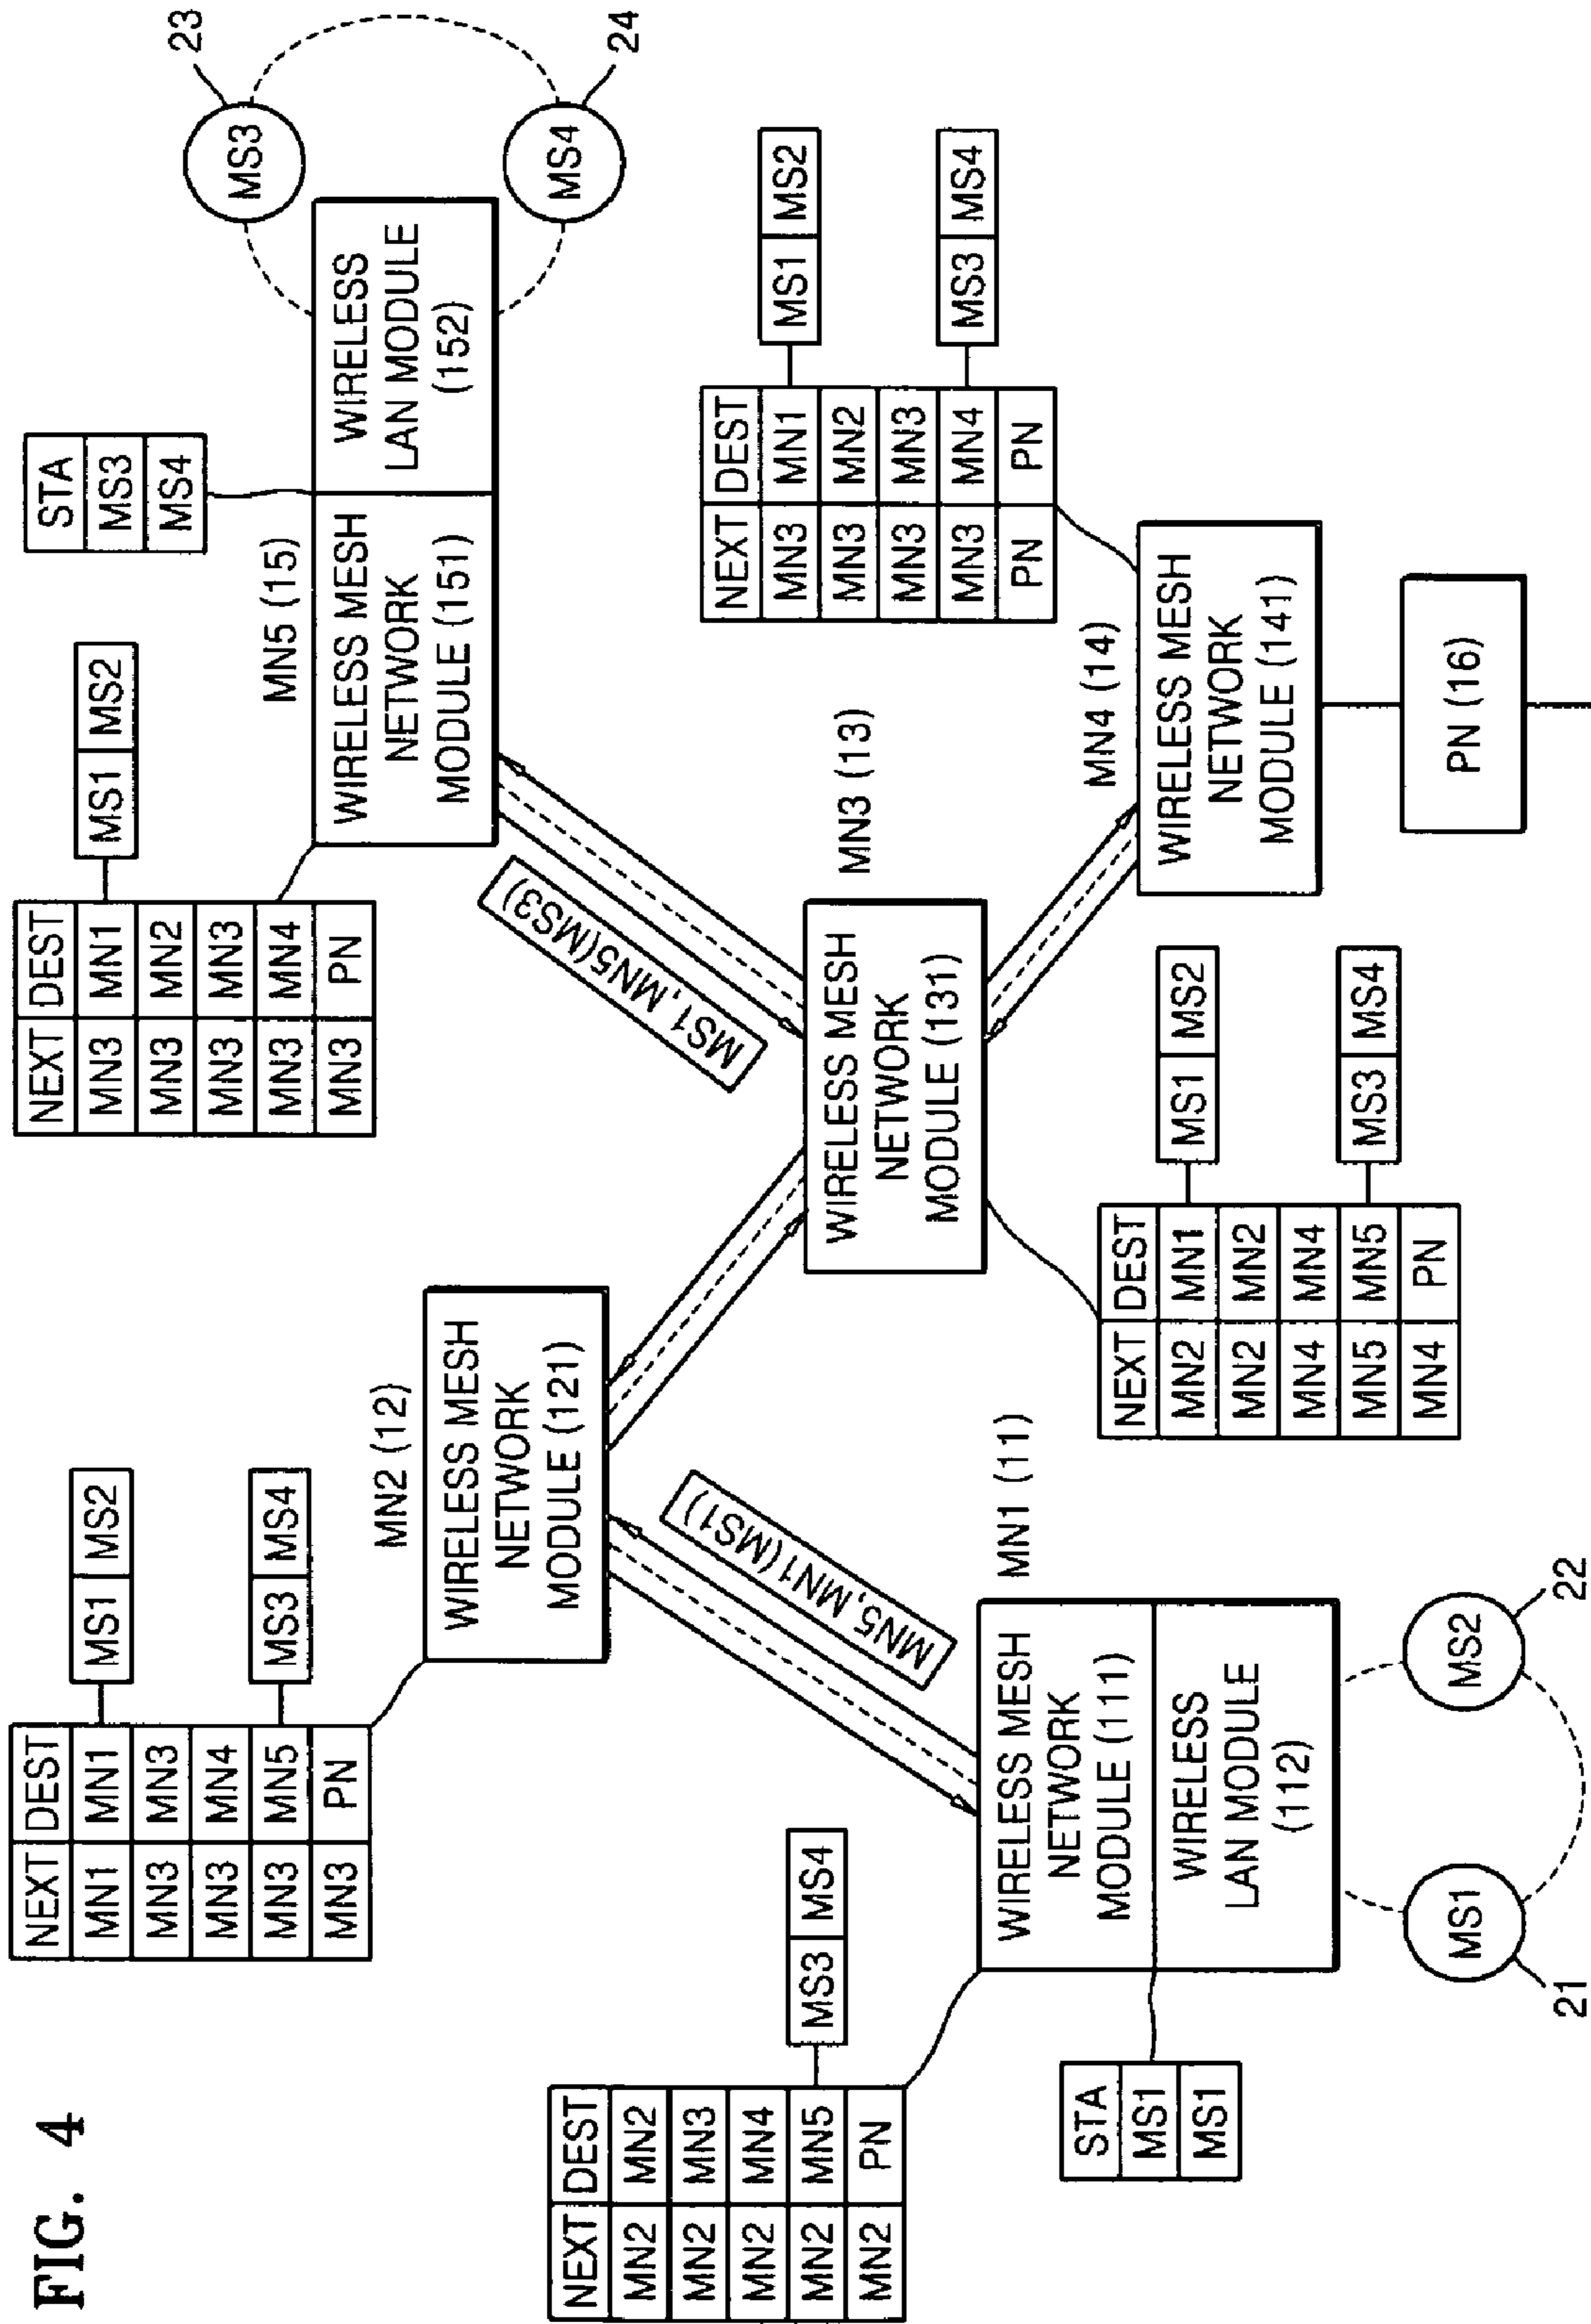 FIG. 4
NEXT DEST
MN1 MN1
MN3 MN3
MN3 MN4
MN3 MN5
MN3 PN
MS1 MS2
MS3 MS4
MN2 (12)
WIRELESS MESH
NETWORK
MODULE (121)
NEXT DEST
MN3 MN1
MN3 MN2
MN3 MN3
MN3 MN4
MN3 PN
MS1 MS2
MN5 (15)
STA
MS3
MS4
WIRELESS MESH
NETWORK
MODULE (151)
WIRELESS
LAN MODULE
(152)
MS3
23
MS4
24
MS1, MN5(MS3)
NEXT DEST
MN2 MN2
MN2 MN3
MN2 MN4
MN2 MN5
MN2 PN
MS3 MS4
MN5, MN1(MS1)
MN1 (11)
WIRELESS MESH
NETWORK
MODULE (111)
WIRELESS
LAN MODULE
(112)
STA
MS1
MS1
MS1
21
MS2
22
MN3 (13)
WIRELESS MESH
NETWORK
MODULE (131)
NEXT DEST
MN2 MN1
MN2 MN2
MN4 MN4
MN5 MN5
MN4 PN
MS1 MS2
MS3 MS4
NEXT DEST
MN3 MN1
MN3 MN2
MN3 MN3
MN3 MN4
PN PN
MS1 MS2
MS3 MS4
MN4 (14)
WIRELESS MESH
NETWORK
MODULE (141)
PN (16)